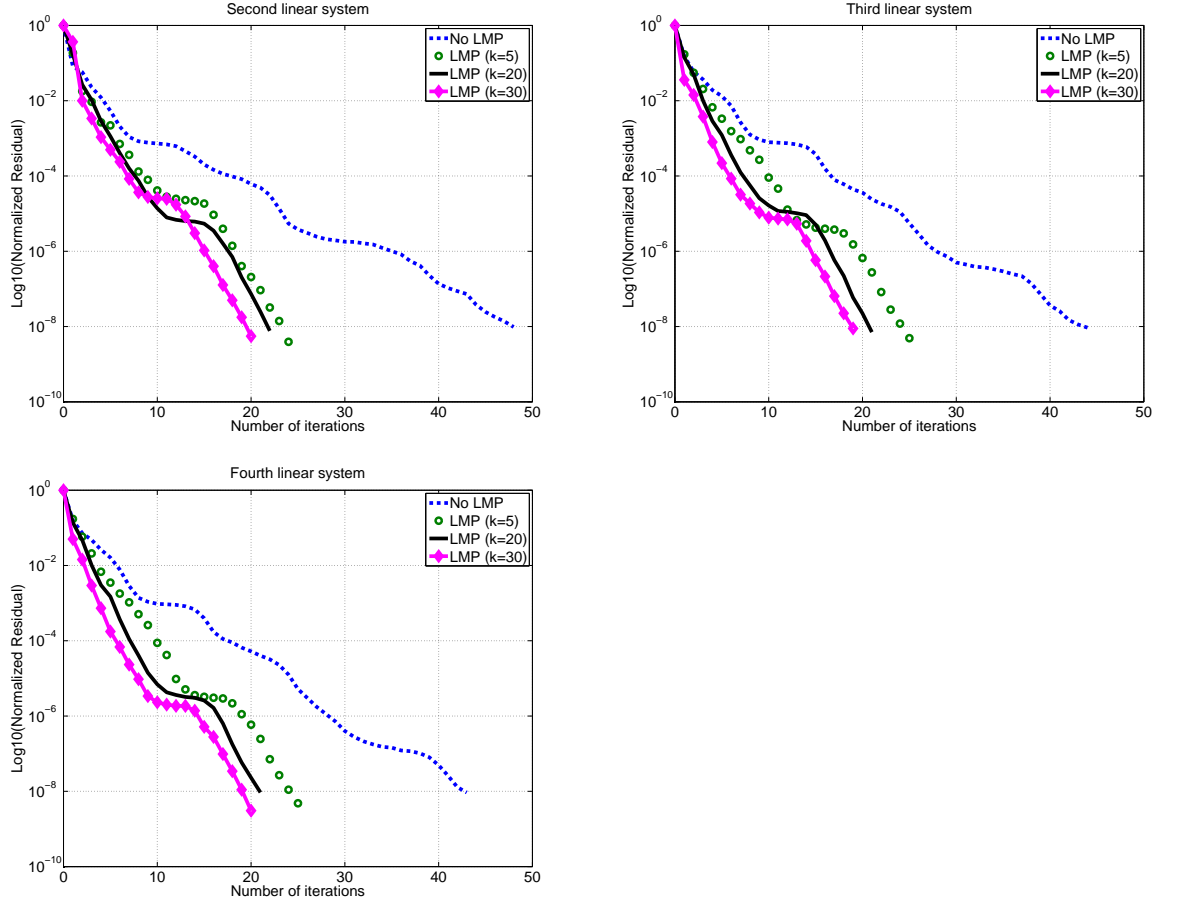 Second linear system
Log10(Normalized Residual)
10^0
10^−2
10^−4
10^−6
10^−8
10^−10
No LMP
LMP (k=5)
LMP (k=20)
LMP (k=30)
0 10 20 30 40 50
Number of iterations
Third linear system
Log10(Normalized Residual)
10^0
10^−2
10^−4
10^−6
10^−8
10^−10
No LMP
LMP (k=5)
LMP (k=20)
LMP (k=30)
0 10 20 30 40 50
Number of iterations
Fourth linear system
Log10(Normalized Residual)
10^0
10^−2
10^−4
10^−6
10^−8
10^−10
No LMP
LMP (k=5)
LMP (k=20)
LMP (k=30)
0 10 20 30 40 50
Number of iterations